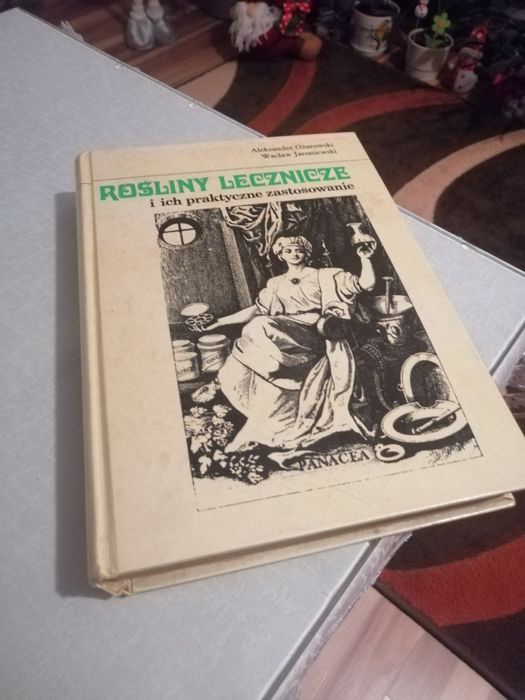 Aleksander Ożarowski
Wacław Jaroniewski
ROŚLINY LECZNICZE
i ich praktyczne zastosowanie
PANACEA